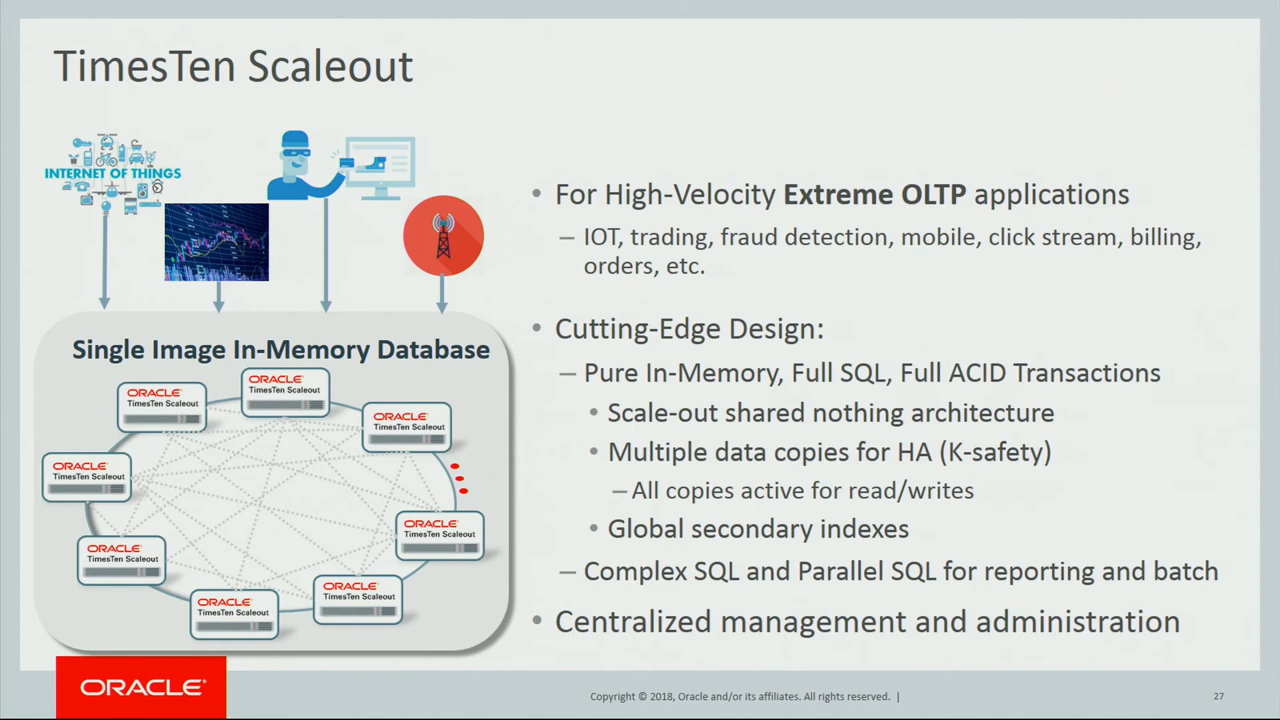 TimesTen Scaleout
INTERNET OF THINGS
Single Image In-Memory Database
ORACLE®
TimesTen Scaleout
ORACLE®
TimesTen Scaleout
ORACLE®
TimesTen Scaleout
ORACLE®
TimesTen Scaleout
ORACLE®
TimesTen Scaleout
ORACLE®
TimesTen Scaleout
ORACLE®
TimesTen Scaleout
ORACLE®
TimesTen Scaleout
• For High-Velocity Extreme OLTP applications
– IOT, trading, fraud detection, mobile, click stream, billing,
orders, etc.
• Cutting-Edge Design:
– Pure In-Memory, Full SQL, Full ACID Transactions
• Scale-out shared nothing architecture
• Multiple data copies for HA (K-safety)
– All copies active for read/writes
• Global secondary indexes
– Complex SQL and Parallel SQL for reporting and batch
• Centralized management and administration
ORACLE®
Copyright © 2018, Oracle and/or its affiliates. All rights reserved. |
27